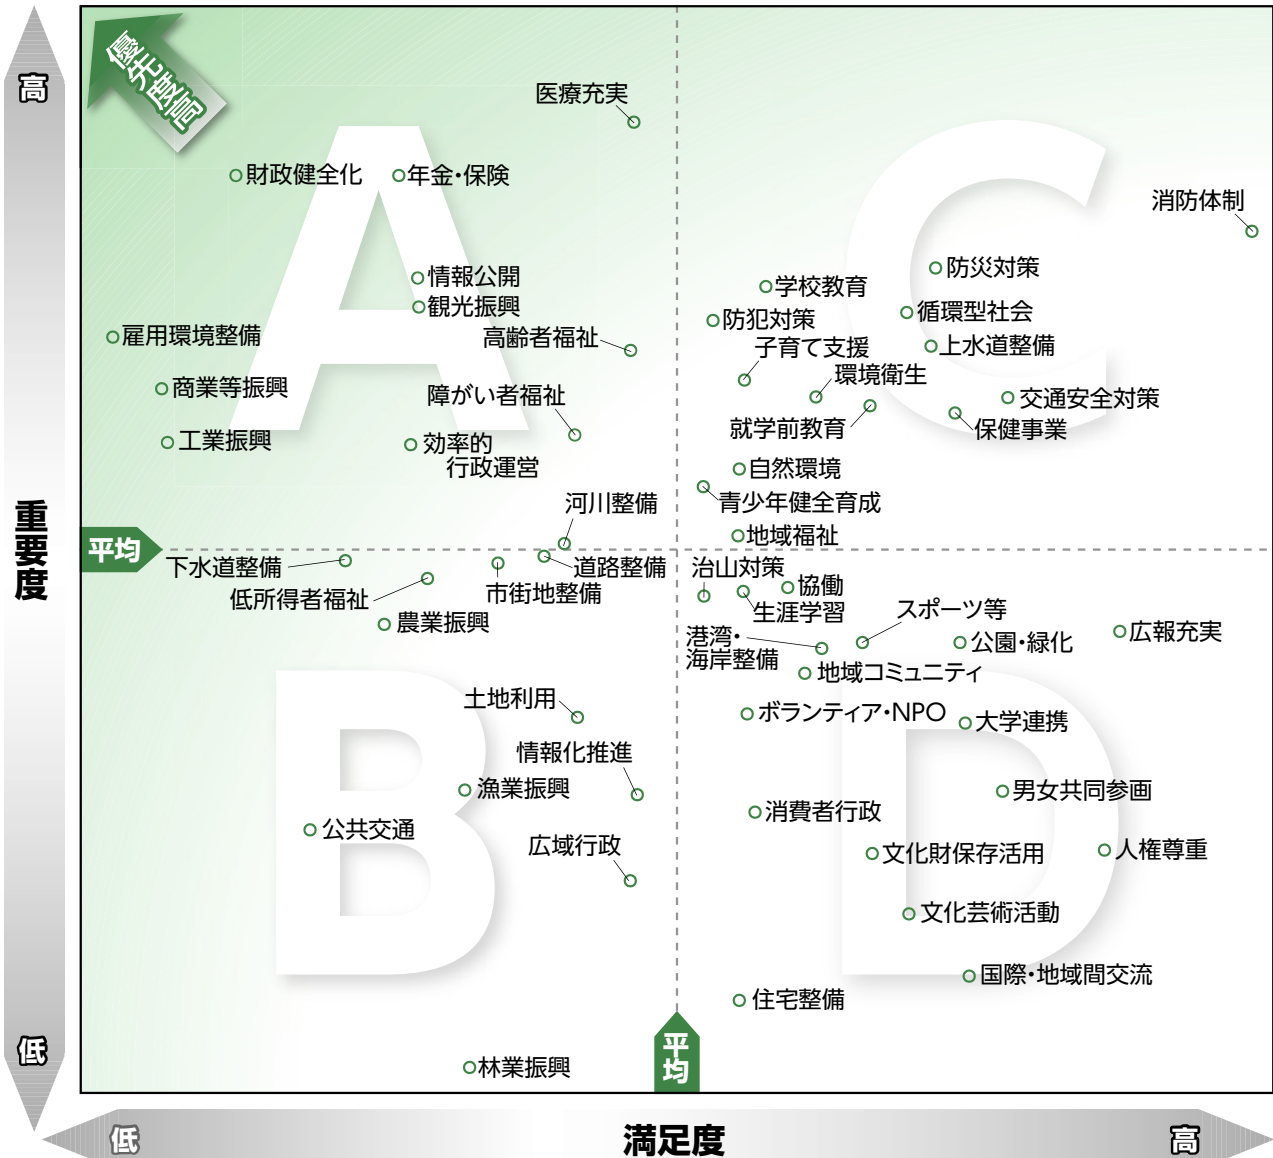 優先度高
高
重要度
低
平均
A
医療充実
財政健全化
年金・保険
情報公開
観光振興
雇用環境整備
高齢者福祉
商業等振興
障がい者福祉
工業振興
効率的
行政運営
河川整備
C
消防体制
防災対策
学校教育
循環型社会
防犯対策
上水道整備
子育て支援
環境衛生
交通安全対策
就学前教育
保健事業
自然環境
青少年健全育成
地域福祉
B
下水道整備
道路整備
市街地整備
低所得者福祉
農業振興
土地利用
情報化推進
漁業振興
公共交通
広域行政
林業振興
D
治山対策
協働
生涯学習
スポーツ等
港湾・
海岸整備
公園・緑化
広報充実
地域コミュニティ
ボランティア・NPO
大学連携
男女共同参画
消費者行政
文化財保存活用
人権尊重
文化芸術活動
国際・地域間交流
住宅整備
平均
低
満足度
高